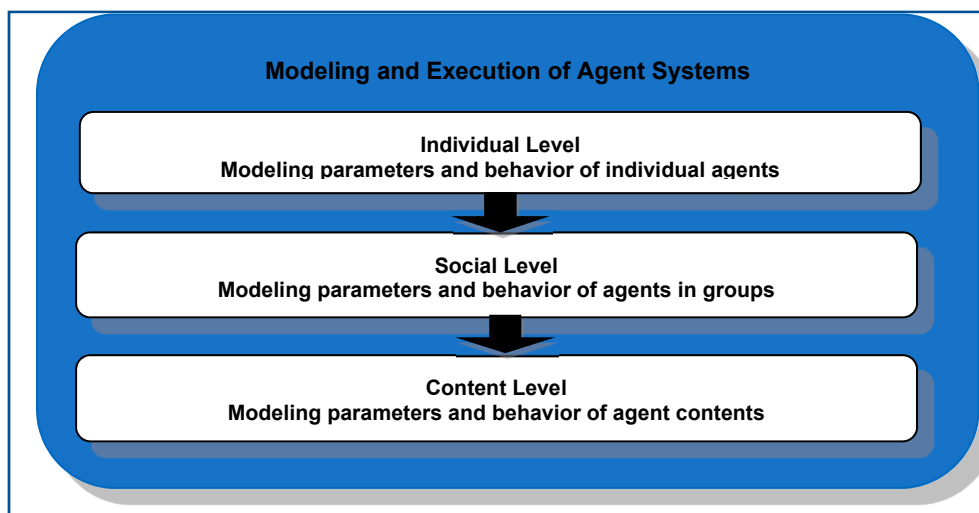 Modeling and Execution of Agent Systems
Individual Level
Modeling parameters and behavior of individual agents
Social Level
Modeling parameters and behavior of agents in groups
Content Level
Modeling parameters and behavior of agent contents